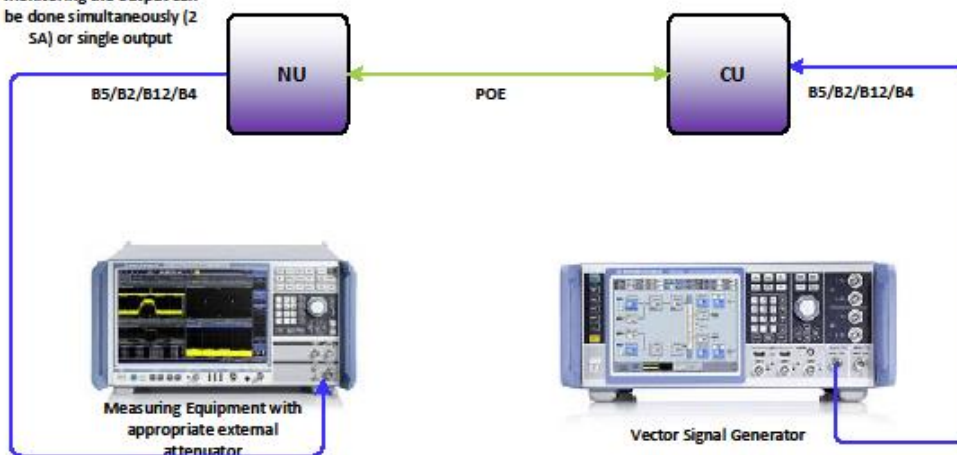 be done simultaneously (2
SA) or single output
NU
CU
B5/B2/B12/B4
POE
B5/B2/B12/B4
Measuring Equipment with
appropriate external
attenuator
Vector Signal Generator